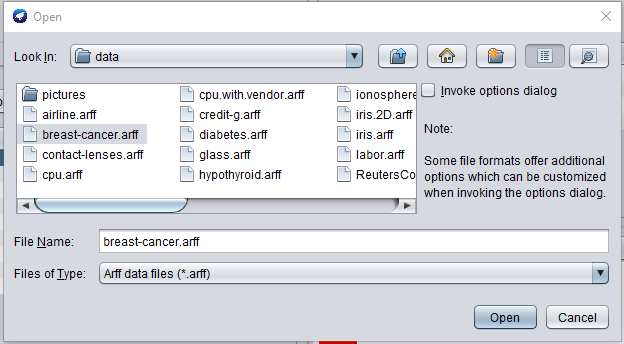 Open
Look In: data
pictures
airline.arff
breast-cancer.arff
contact-lenses.arff
cpu.arff
cpu.with.vendor.arff
credit-g.arff
diabetes.arff
glass.arff
hypothyroid.arff
ionosphere
iris.2D.arff
iris.arff
labor.arff
ReutersCo
Invoke options dialog
Note:
Some file formats offer additional
options which can be customized
when invoking the options dialog.
File Name: breast-cancer.arff
Files of Type: Arff data files (*.arff)
Open Cancel